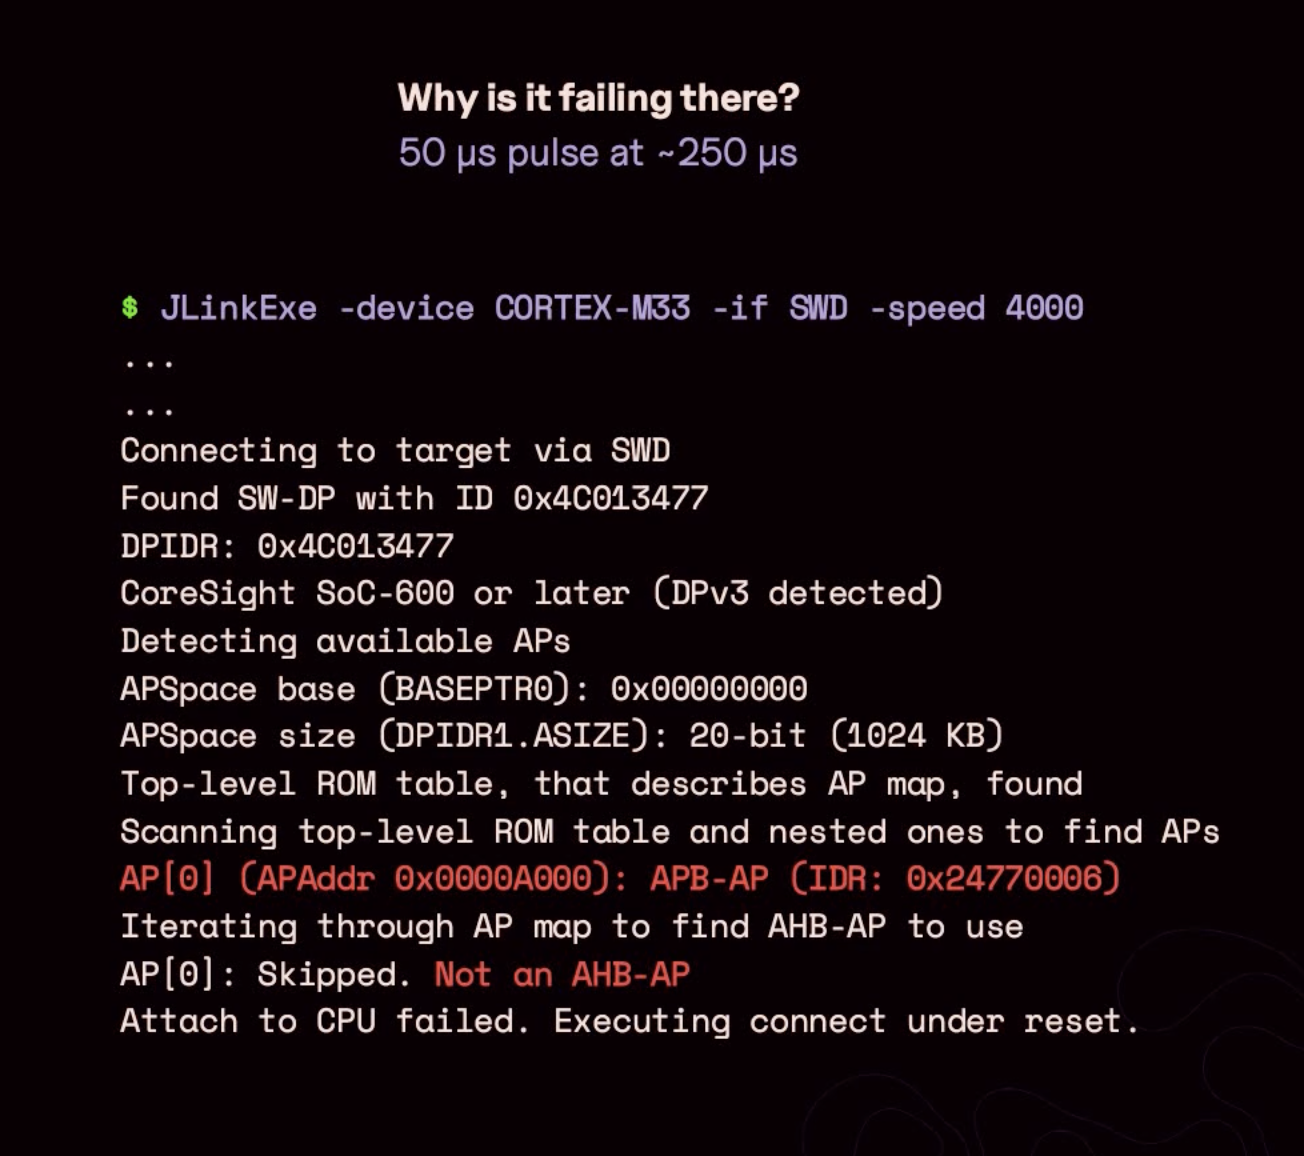 Why is it failing there?
50 µs pulse at ~250 µs
$ JLinkExe -device CORTEX-M33 -if SWD -speed 4000
...
...
Connecting to target via SWD
Found SW-DP with ID 0x4C013477
DPIDR: 0x4C013477
CoreSight SoC-600 or later (DPv3 detected)
Detecting available APs
APSpace base (BASEPTR0): 0x00000000
APSpace size (DPIDR1.ASIZE): 20-bit (1024 KB)
Top-level ROM table, that describes AP map, found
Scanning top-level ROM table and nested ones to find APs
AP[0] (APAddr 0x0000A000): APB-AP (IDR: 0x24770006)
Iterating through AP map to find AHB-AP to use
AP[0]: Skipped. Not an AHB-AP
Attach to CPU failed. Executing connect under reset.